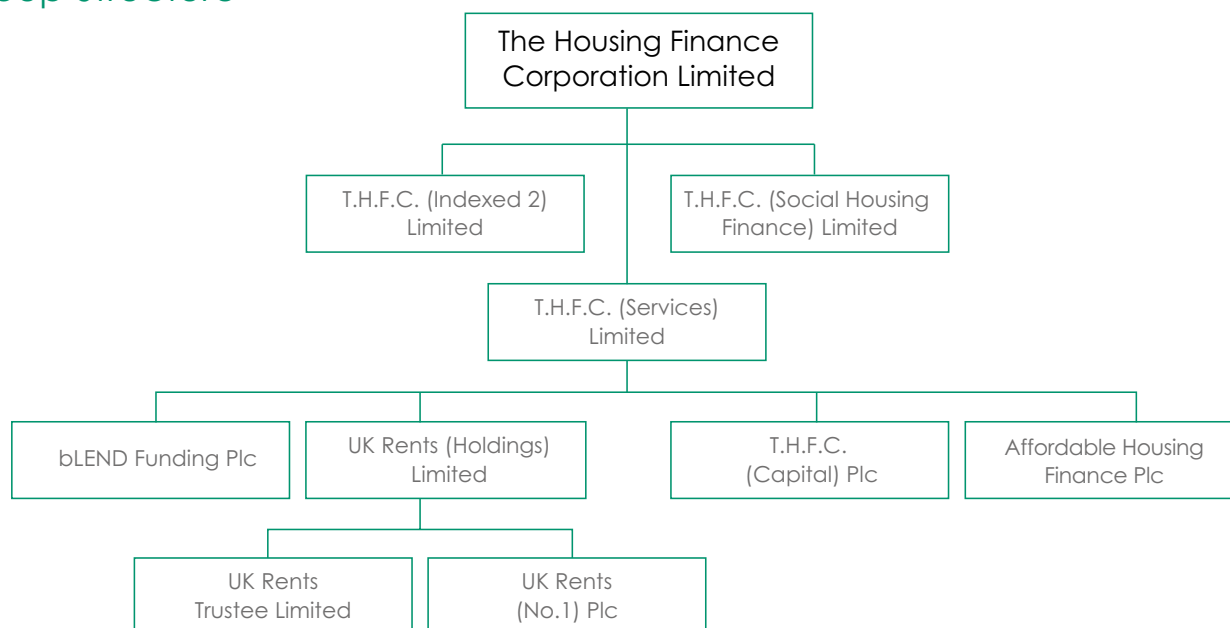 The Housing Finance
Corporation Limited
T.H.F.C. (Indexed 2)
Limited
T.H.F.C. (Social Housing
Finance) Limited
T.H.F.C. (Services)
Limited
bLEND Funding Plc
UK Rents (Holdings)
Limited
T.H.F.C.
(Capital) Plc
Affordable Housing
Finance Plc
UK Rents
Trustee Limited
UK Rents
(No.1) Plc